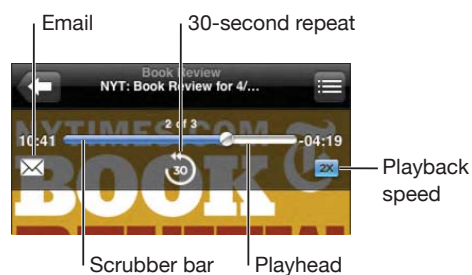 Email
30-second repeat
Book Review
NYT: Book Review for 4/...
2 of 3
10:41
-04:19
NYTIMES.COM
30
2X
Playback
speed
BOOK
REVIEW
Scrubber bar
Playhead